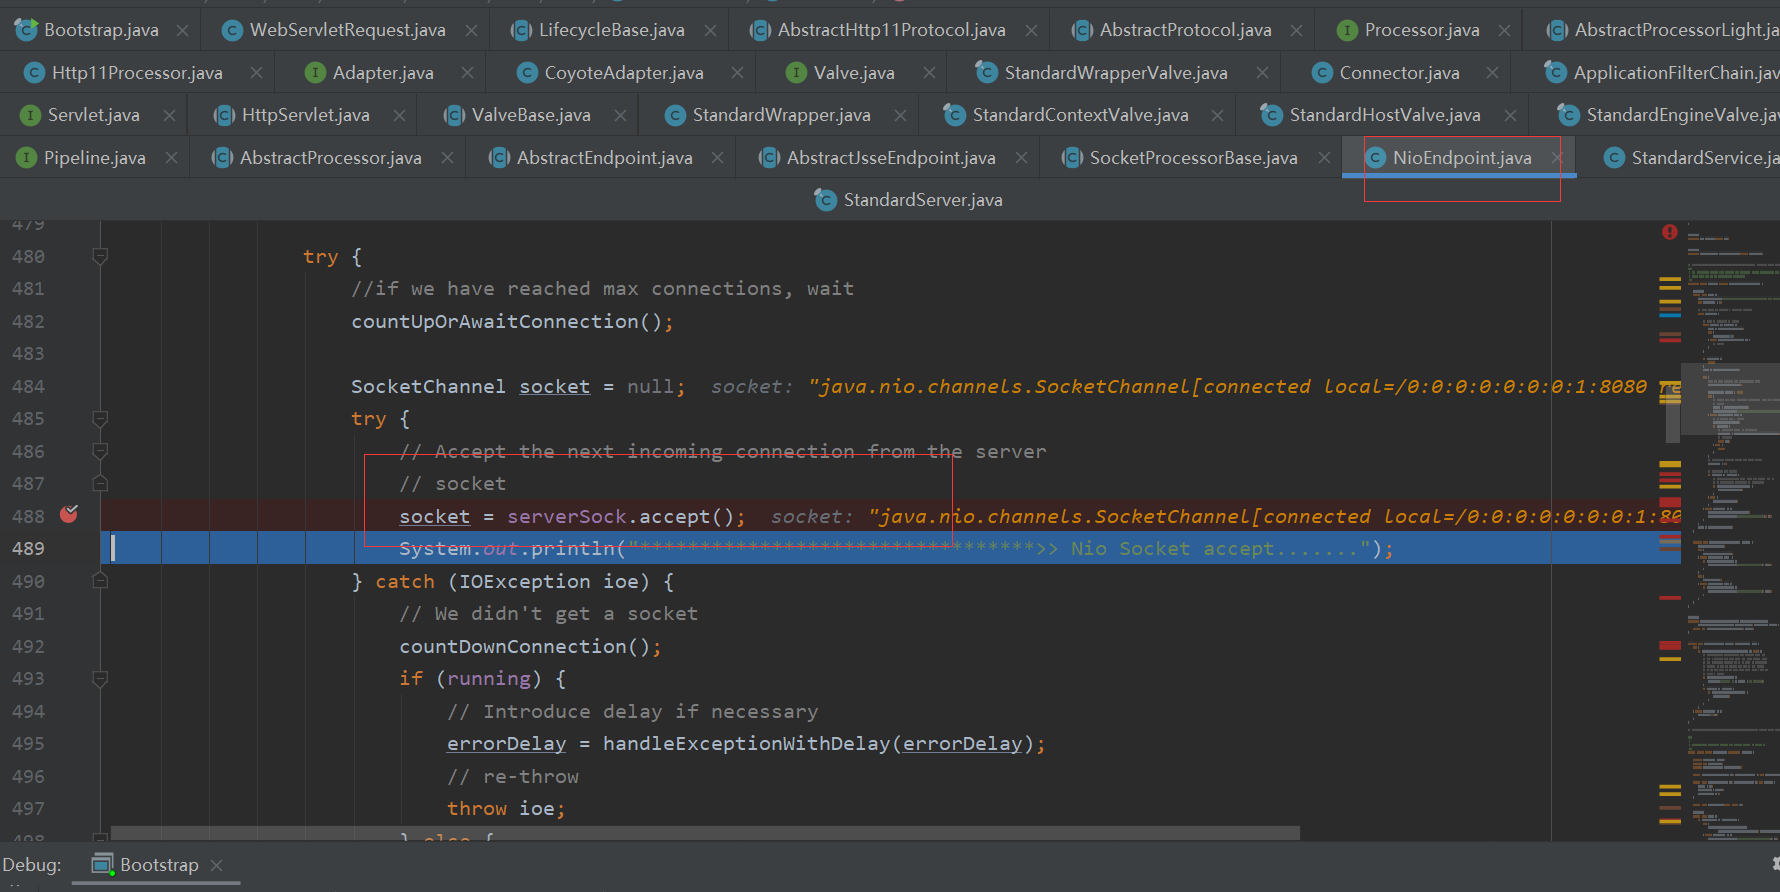 Bootstrap.java WebServletRequest.java LifecycleBase.java AbstractHttp11Protocol.java AbstractProtocol.java Processor.java AbstractProcessorLight.ja
Http11Processor.java Adapter.java CoyoteAdapter.java Valve.java StandardWrapperValve.java Connector.java ApplicationFilterChain.jav
Servlet.java HttpServlet.java ValveBase.java StandardWrapper.java StandardContextValve.java StandardHostValve.java StandardEngineValve.jav
Pipeline.java AbstractProcessor.java AbstractEndpoint.java AbstractJsseEndpoint.java SocketProcessorBase.java NioEndpoint.java StandardService.ja
StandardServer.java
479
480 try {
481 //if we have reached max connections, wait
482 countUpOrAwaitConnection();
483
484 SocketChannel socket = null; socket: "java.nio.channels.SocketChannel[connected local=/0:0:0:0:0:0:0:1:8080 re
485 try {
486 // Accept the next incoming connection from the server
487 // socket
488 socket = serverSock.accept(); socket: "java.nio.channels.SocketChannel[connected local=/0:0:0:0:0:0:0:1:80
489 System.out.println("*********************************>> Nio Socket accept.......");
490 } catch (IOException ioe) {
491 // We didn't get a socket
492 countDownConnection();
493 if (running) {
494 // Introduce delay if necessary
495 errorDelay = handleExceptionWithDelay(errorDelay);
496 // re-throw
497 throw ioe;
498 } else {
Debug: Bootstrap